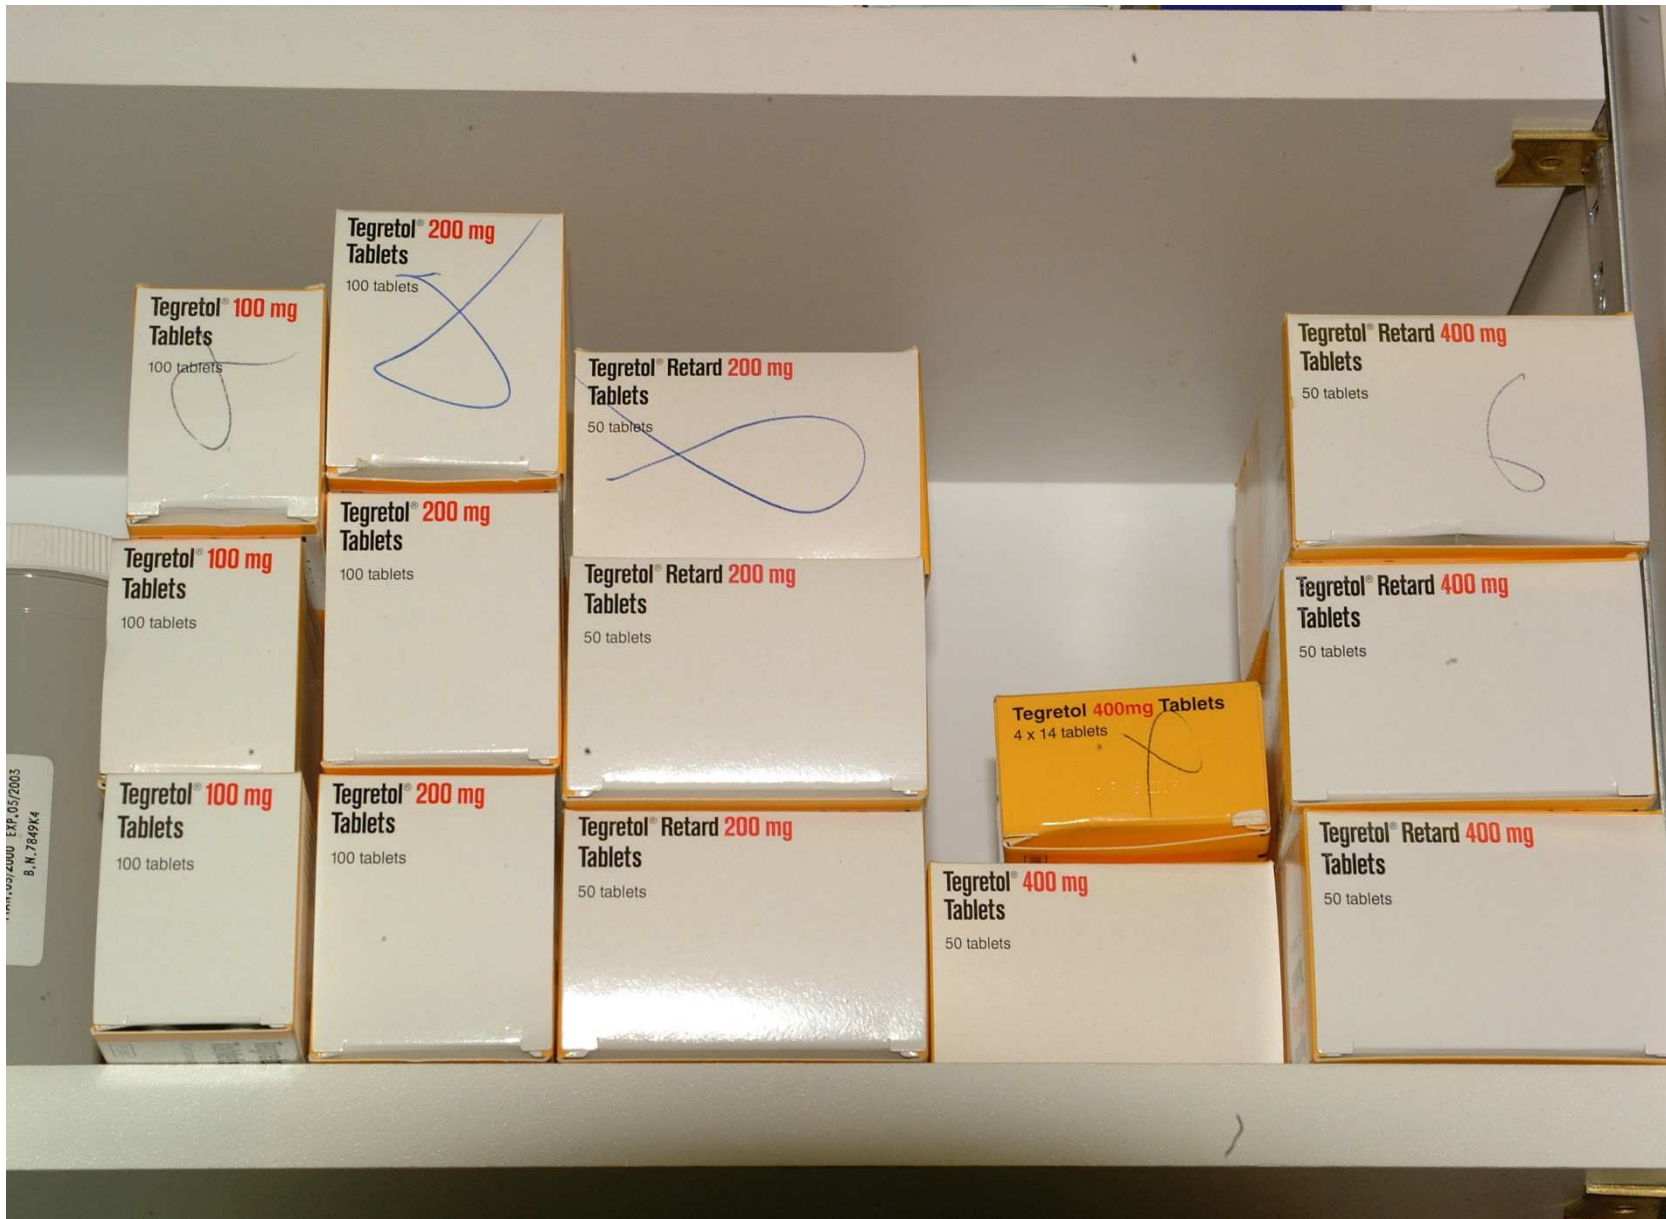 Tegretol® 100 mg
Tablets
100 tablets
Tegretol® 100 mg
Tablets
100 tablets
Tegretol® 100 mg
Tablets
100 tablets
Tegretol® 200 mg
Tablets
100 tablets
Tegretol® 200 mg
Tablets
100 tablets
Tegretol® 200 mg
Tablets
100 tablets
Tegretol® Retard 200 mg
Tablets
50 tablets
Tegretol® Retard 200 mg
Tablets
50 tablets
Tegretol® Retard 200 mg
Tablets
50 tablets
Tegretol 400mg Tablets
4 x 14 tablets
Tegretol® 400 mg
Tablets
50 tablets
Tegretol® Retard 400 mg
Tablets
50 tablets
Tegretol® Retard 400 mg
Tablets
50 tablets
Tegretol® Retard 400 mg
Tablets
50 tablets
EXP.05/2003
B.N.7849K4